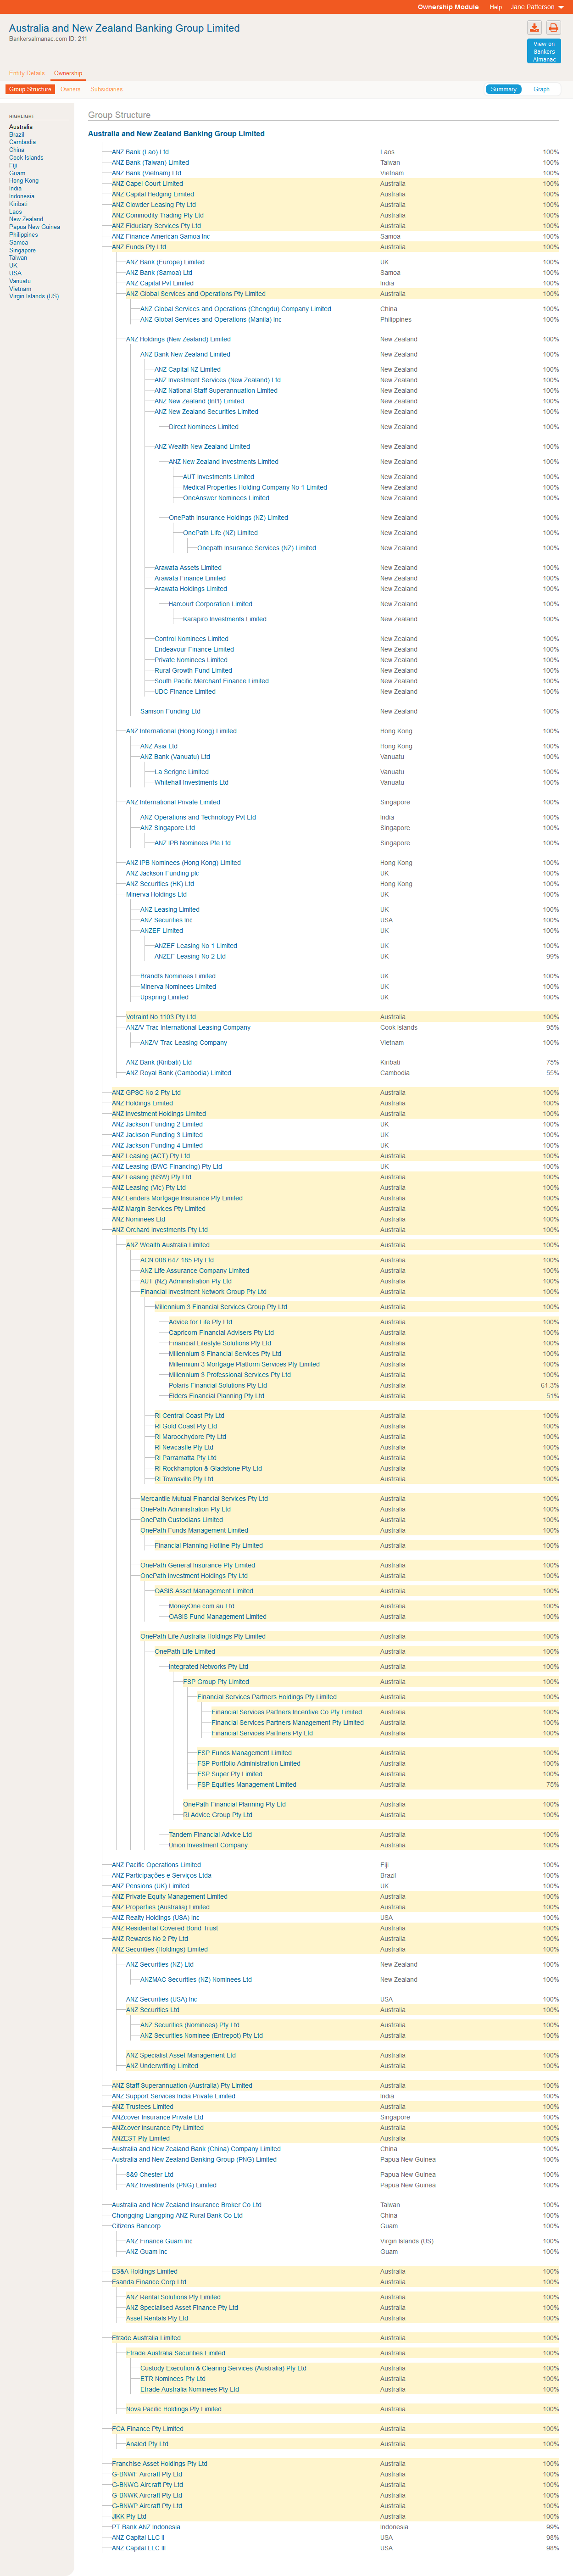 Ownership Module Help Jane Patterson
Australia and New Zealand Banking Group Limited
Bankersalmanac.com ID: 211
View on
Bankers
Almanac
Entity Details Ownership
Group Structure Owners Subsidiaries Summary Graph
HIGHLIGHT
Australia
Brazil
Cambodia
China
Cook Islands
Fiji
Guam
Hong Kong
India
Indonesia
Kiribati
Laos
New Zealand
Papua New Guinea
Philippines
Samoa
Singapore
Taiwan
UK
USA
Vanuatu
Vietnam
Virgin Islands (US)
Group Structure
Australia and New Zealand Banking Group Limited
ANZ Bank (Lao) Ltd Laos 100%
ANZ Bank (Taiwan) Limited Taiwan 100%
ANZ Bank (Vietnam) Ltd Vietnam 100%
ANZ Capel Court Limited Australia 100%
ANZ Capital Hedging Limited Australia 100%
ANZ Clowder Leasing Pty Ltd Australia 100%
ANZ Commodity Trading Pty Ltd Australia 100%
ANZ Fiduciary Services Pty Ltd Australia 100%
ANZ Finance American Samoa Inc Samoa 100%
ANZ Funds Pty Ltd Australia 100%
ANZ Bank (Europe) Limited UK 100%
ANZ Bank (Samoa) Ltd Samoa 100%
ANZ Capital Pvt Limited India 100%
ANZ Global Services and Operations Pty Limited Australia 100%
ANZ Global Services and Operations (Chengdu) Company Limited China 100%
ANZ Global Services and Operations (Manila) Inc Philippines 100%
ANZ Holdings (New Zealand) Limited New Zealand 100%
ANZ Bank New Zealand Limited New Zealand 100%
ANZ Capital NZ Limited New Zealand 100%
ANZ Investment Services (New Zealand) Ltd New Zealand 100%
ANZ National Staff Superannuation Limited New Zealand 100%
ANZ New Zealand (Int'l) Limited New Zealand 100%
ANZ New Zealand Securities Limited New Zealand 100%
Direct Nominees Limited New Zealand 100%
ANZ Wealth New Zealand Limited New Zealand 100%
ANZ New Zealand Investments Limited New Zealand 100%
AUT Investments Limited New Zealand 100%
Medical Properties Holding Company No 1 Limited New Zealand 100%
OneAnswer Nominees Limited New Zealand 100%
OnePath Insurance Holdings (NZ) Limited New Zealand 100%
OnePath Life (NZ) Limited New Zealand 100%
Onepath Insurance Services (NZ) Limited New Zealand 100%
Arawata Assets Limited New Zealand 100%
Arawata Finance Limited New Zealand 100%
Arawata Holdings Limited New Zealand 100%
Harcourt Corporation Limited New Zealand 100%
Karapiro Investments Limited New Zealand 100%
Control Nominees Limited New Zealand 100%
Endeavour Finance Limited New Zealand 100%
Private Nominees Limited New Zealand 100%
Rural Growth Fund Limited New Zealand 100%
South Pacific Merchant Finance Limited New Zealand 100%
UDC Finance Limited New Zealand 100%
Samson Funding Ltd New Zealand 100%
ANZ International (Hong Kong) Limited Hong Kong 100%
ANZ Asia Ltd Hong Kong 100%
ANZ Bank (Vanuatu) Ltd Vanuatu 100%
La Serigne Limited Vanuatu 100%
Whitehall Investments Ltd Vanuatu 100%
ANZ International Private Limited Singapore 100%
ANZ Operations and Technology Pvt Ltd India 100%
ANZ Singapore Ltd Singapore 100%
ANZ IPB Nominees Pte Ltd Singapore 100%
ANZ IPB Nominees (Hong Kong) Limited Hong Kong 100%
ANZ Jackson Funding plc UK 100%
ANZ Securities (HK) Ltd Hong Kong 100%
Minerva Holdings Ltd UK 100%
ANZ Leasing Limited UK 100%
ANZ Securities Inc USA 100%
ANZEF Limited UK 100%
ANZEF Leasing No 1 Limited UK 100%
ANZEF Leasing No 2 Ltd UK 99%
Brandts Nominees Limited UK 100%
Minerva Nominees Limited UK 100%
Upspring Limited UK 100%
Votraint No 1103 Pty Ltd Australia 100%
ANZ/V Trac International Leasing Company Cook Islands 95%
ANZ/V Trac Leasing Company Vietnam 100%
ANZ Bank (Kiribati) Ltd Kiribati 75%
ANZ Royal Bank (Cambodia) Limited Cambodia 55%
ANZ GPSC No 2 Pty Ltd Australia 100%
ANZ Holdings Limited Australia 100%
ANZ Investment Holdings Limited Australia 100%
ANZ Jackson Funding 2 Limited UK 100%
ANZ Jackson Funding 3 Limited UK 100%
ANZ Jackson Funding 4 Limited UK 100%
ANZ Leasing (ACT) Pty Ltd Australia 100%
ANZ Leasing (BWC Financing) Pty Ltd UK 100%
ANZ Leasing (NSW) Pty Ltd Australia 100%
ANZ Leasing (Vic) Pty Ltd Australia 100%
ANZ Lenders Mortgage Insurance Pty Limited Australia 100%
ANZ Margin Services Pty Limited Australia 100%
ANZ Nominees Ltd Australia 100%
ANZ Orchard Investments Pty Ltd Australia 100%
ANZ Wealth Australia Limited Australia 100%
ACN 008 647 185 Pty Ltd Australia 100%
ANZ Life Assurance Company Limited Australia 100%
AUT (NZ) Administration Pty Ltd Australia 100%
Financial Investment Network Group Pty Ltd Australia 100%
Millennium 3 Financial Services Group Pty Ltd Australia 100%
Advice for Life Pty Ltd Australia 100%
Capricorn Financial Advisers Pty Ltd Australia 100%
Financial Lifestyle Solutions Pty Ltd Australia 100%
Millennium 3 Financial Services Pty Ltd Australia 100%
Millennium 3 Mortgage Platform Services Pty Limited Australia 100%
Millennium 3 Professional Services Pty Ltd Australia 100%
Polaris Financial Solutions Pty Ltd Australia 61.3%
Elders Financial Planning Pty Ltd Australia 51%
RI Central Coast Pty Ltd Australia 100%
RI Gold Coast Pty Ltd Australia 100%
RI Maroochydore Pty Ltd Australia 100%
RI Newcastle Pty Ltd Australia 100%
RI Parramatta Pty Ltd Australia 100%
RI Rockhampton & Gladstone Pty Ltd Australia 100%
RI Townsville Pty Ltd Australia 100%
Mercantile Mutual Financial Services Pty Ltd Australia 100%
OnePath Administration Pty Ltd Australia 100%
OnePath Custodians Limited Australia 100%
OnePath Funds Management Limited Australia 100%
Financial Planning Hotline Pty Limited Australia 100%
OnePath General Insurance Pty Limited Australia 100%
OnePath Investment Holdings Pty Ltd Australia 100%
OASIS Asset Management Limited Australia 100%
MoneyOne.com.au Ltd Australia 100%
OASIS Fund Management Limited Australia 100%
OnePath Life Australia Holdings Pty Limited Australia 100%
OnePath Life Limited Australia 100%
Integrated Networks Pty Ltd Australia 100%
FSP Group Pty Limited Australia 100%
Financial Services Partners Holdings Pty Limited Australia 100%
Financial Services Partners Incentive Co Pty Limited Australia 100%
Financial Services Partners Management Pty Limited Australia 100%
Financial Services Partners Pty Ltd Australia 100%
FSP Funds Management Limited Australia 100%
FSP Portfolio Administration Limited Australia 100%
FSP Super Pty Limited Australia 100%
FSP Equities Management Limited Australia 75%
OnePath Financial Planning Pty Ltd Australia 100%
RI Advice Group Pty Ltd Australia 100%
Tandem Financial Advice Ltd Australia 100%
Union Investment Company Australia 100%
ANZ Pacific Operations Limited Fiji 100%
ANZ Participações e Serviços Ltda Brazil 100%
ANZ Pensions (UK) Limited UK 100%
ANZ Private Equity Management Limited Australia 100%
ANZ Properties (Australia) Limited Australia 100%
ANZ Realty Holdings (USA) Inc USA 100%
ANZ Residential Covered Bond Trust Australia 100%
ANZ Rewards No 2 Pty Ltd Australia 100%
ANZ Securities (Holdings) Limited Australia 100%
ANZ Securities (NZ) Ltd New Zealand 100%
ANZMAC Securities (NZ) Nominees Ltd New Zealand 100%
ANZ Securities (USA) Inc USA 100%
ANZ Securities Ltd Australia 100%
ANZ Securities (Nominees) Pty Ltd Australia 100%
ANZ Securities Nominee (Entrepot) Pty Ltd Australia 100%
ANZ Specialist Asset Management Ltd Australia 100%
ANZ Underwriting Limited Australia 100%
ANZ Staff Superannuation (Australia) Pty Limited Australia 100%
ANZ Support Services India Private Limited India 100%
ANZ Trustees Limited Australia 100%
ANZcover Insurance Private Ltd Singapore 100%
ANZcover Insurance Pty Limited Australia 100%
ANZEST Pty Limited Australia 100%
Australia and New Zealand Bank (China) Company Limited China 100%
Australia and New Zealand Banking Group (PNG) Limited Papua New Guinea 100%
8&9 Chester Ltd Papua New Guinea 100%
ANZ Investments (PNG) Limited Papua New Guinea 100%
Australia and New Zealand Insurance Broker Co Ltd Taiwan 100%
Chongqing Liangping ANZ Rural Bank Co Ltd China 100%
Citizens Bancorp Guam 100%
ANZ Finance Guam Inc Virgin Islands (US) 100%
ANZ Guam Inc Guam 100%
ES&A Holdings Limited Australia 100%
Esanda Finance Corp Ltd Australia 100%
ANZ Rental Solutions Pty Limited Australia 100%
ANZ Specialised Asset Finance Pty Ltd Australia 100%
Asset Rentals Pty Ltd Australia 100%
Etrade Australia Limited Australia 100%
Etrade Australia Securities Limited Australia 100%
Custody Execution & Clearing Services (Australia) Pty Ltd Australia 100%
ETR Nominees Pty Ltd Australia 100%
Etrade Australia Nominees Pty Ltd Australia 100%
Nova Pacific Holdings Pty Limited Australia 100%
FCA Finance Pty Limited Australia 100%
Analed Pty Ltd Australia 100%
Franchise Asset Holdings Pty Ltd Australia 100%
G-BNWF Aircraft Pty Ltd Australia 100%
G-BNWG Aircraft Pty Ltd Australia 100%
G-BNWK Aircraft Pty Ltd Australia 100%
G-BNWP Aircraft Pty Ltd Australia 100%
JIKK Pty Ltd Australia 100%
PT Bank ANZ Indonesia Indonesia 99%
ANZ Capital LLC II USA 98%
ANZ Capital LLC III USA 98%